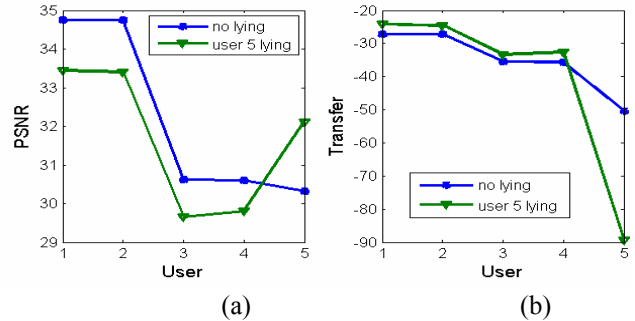 35
34
33
32
31
30
29
PSNR
no lying
user 5 lying
1 2 3 4 5
User
(a)
-20
-30
-40
-50
-60
-70
-80
-90
Transfer
no lying
user 5 lying
1 2 3 4 5
User
(b)